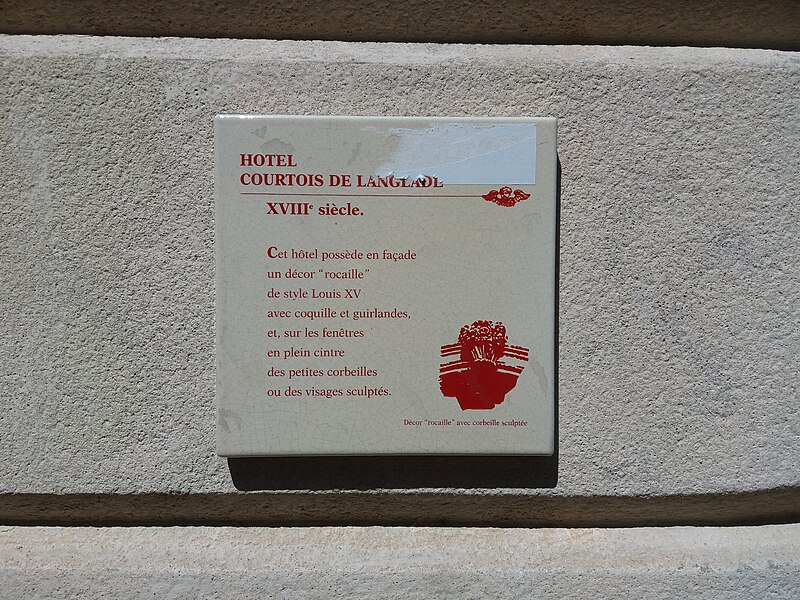 HOTEL
COURTOIS DE LANGLADE
XVIIIe siècle.
Cet hôtel possède en façade
un décor "rocaille"
de style Louis XV
avec coquille et guirlandes,
et, sur les fenêtres
en plein cintre
des petites corbeilles
ou des visages sculptés.
Décor "rocaille" avec corbeille sculptée